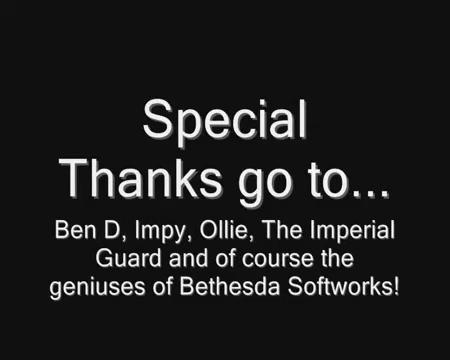 Special
Thanks go to...
Ben D, Impy, Ollie, The Imperial
Guard and of course the
geniuses of Bethesda Softworks!